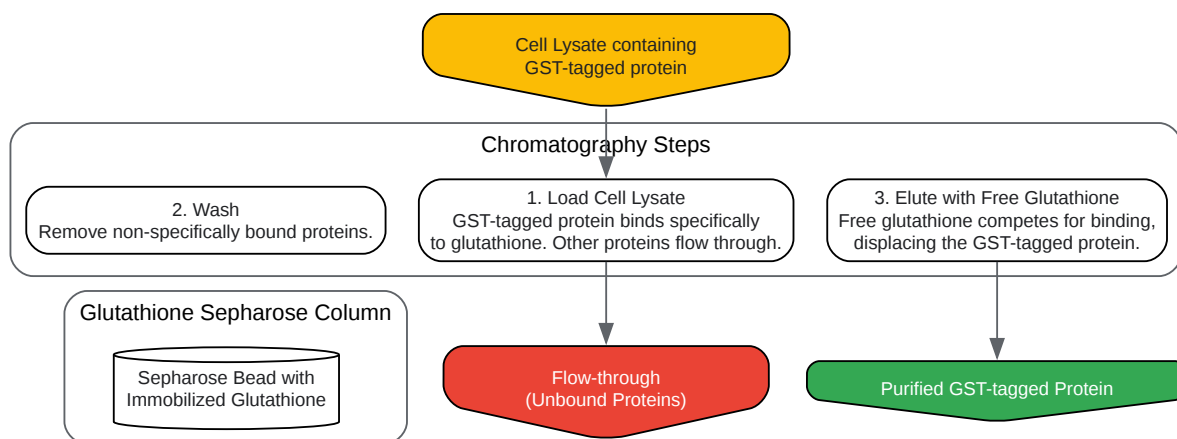 Cell Lysate containing
GST-tagged protein
Chromatography Steps
2. Wash
Remove non-specifically bound proteins.
1. Load Cell Lysate
GST-tagged protein binds specifically
to glutathione. Other proteins flow through.
3. Elute with Free Glutathione
Free glutathione competes for binding,
displacing the GST-tagged protein.
Glutathione Sepharose Column
Sepharose Bead with
Immobilized Glutathione
Flow-through
(Unbound Proteins)
Purified GST-tagged Protein